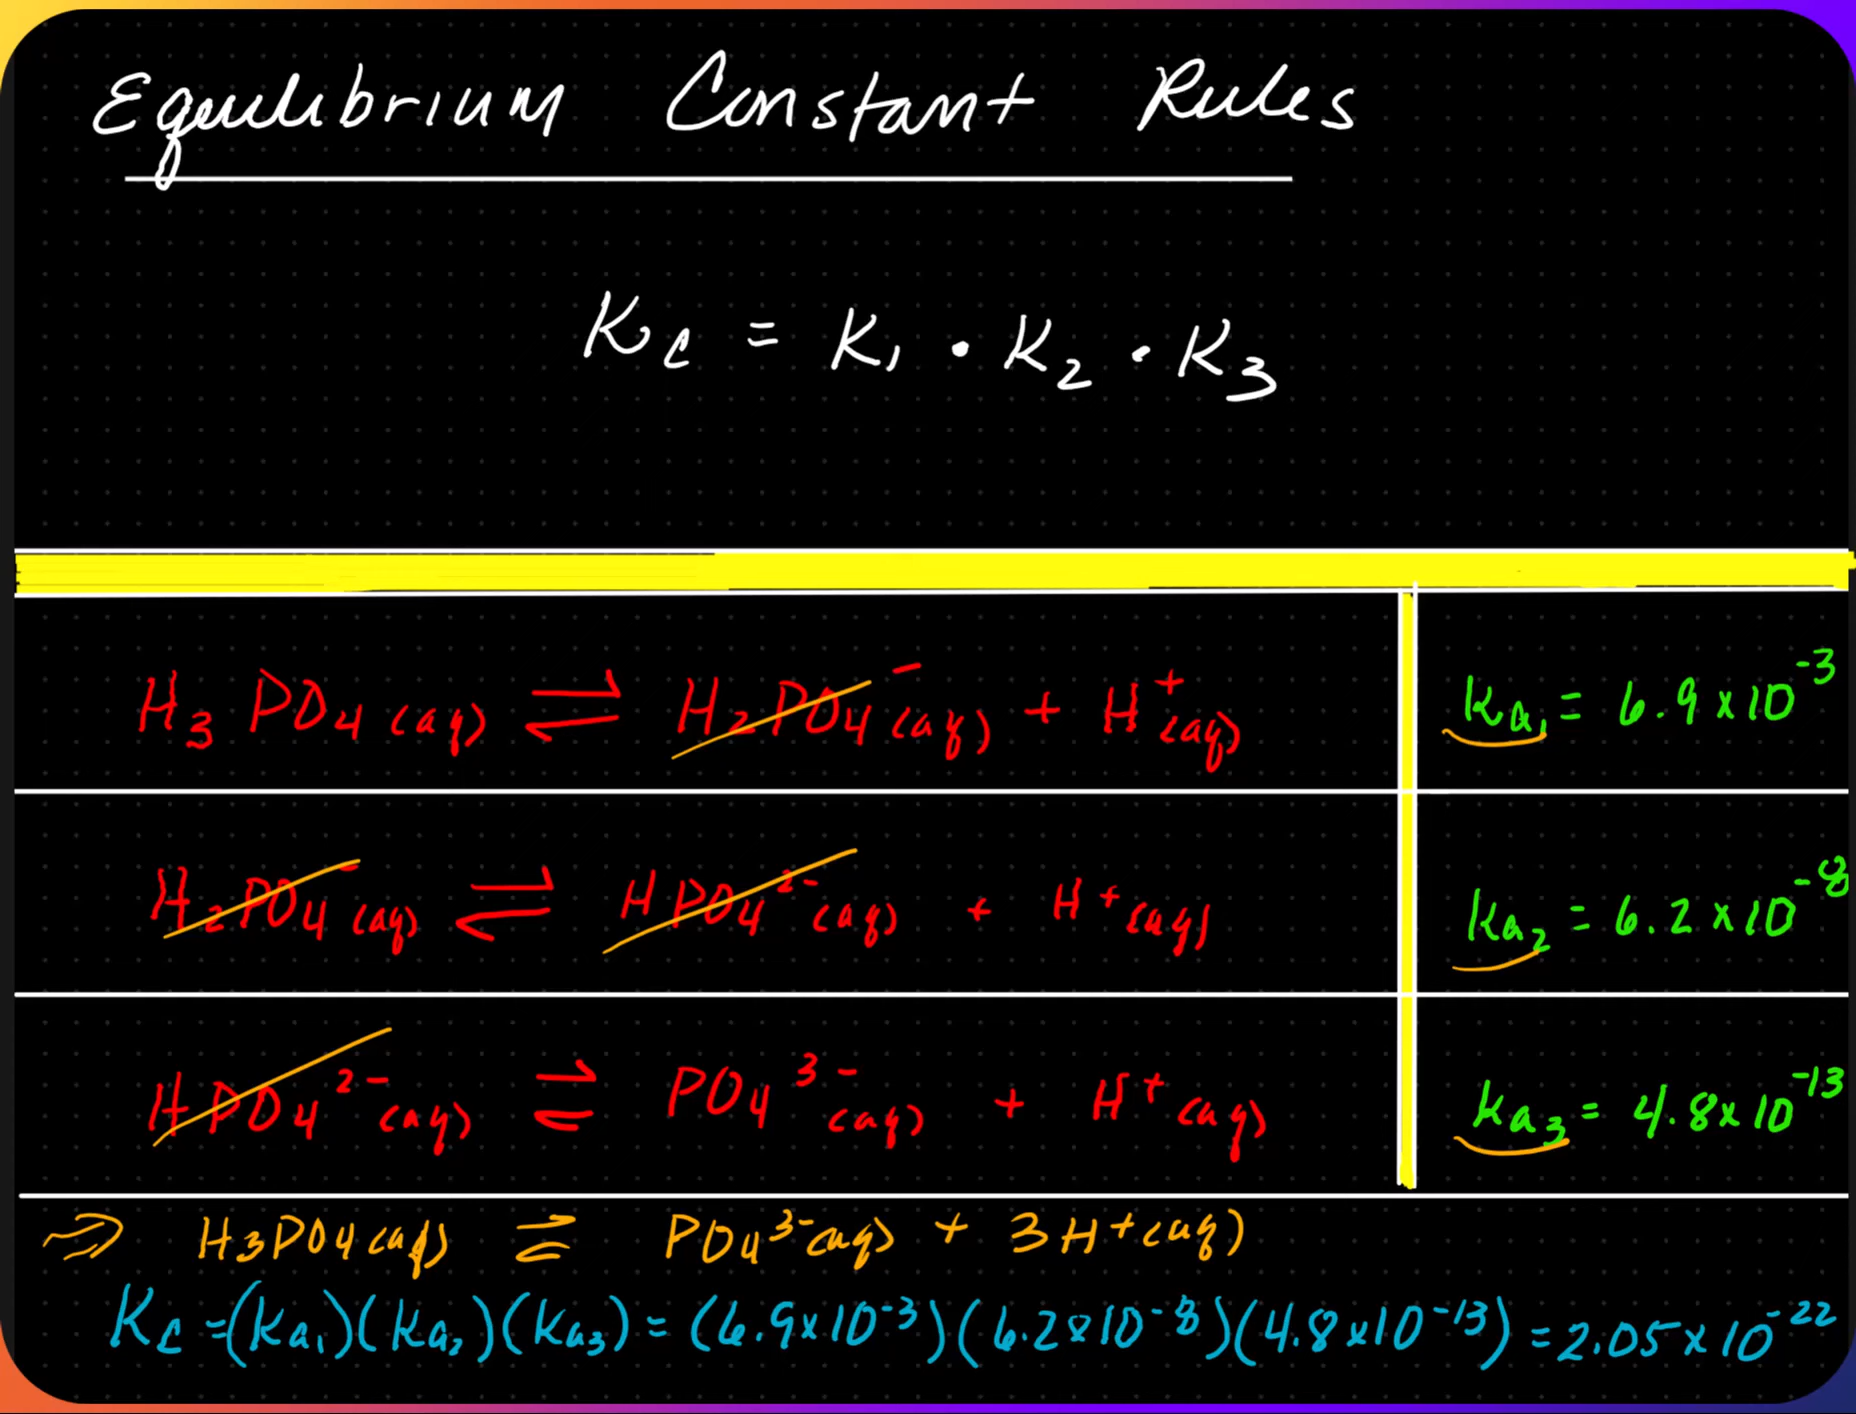 Equilibrium Constant Rules
Kc = K₁ · K₂ · K₃
H₃PO₄(aq) ⇌ H₂PO₄⁻(aq) + H⁺(aq) Ka₁ = 6.9 x 10⁻³
H₂PO₄⁻(aq) ⇌ HPO₄²⁻(aq) + H⁺(aq) Ka₂ = 6.2 x 10⁻⁸
HPO₄²⁻(aq) ⇌ PO₄³⁻(aq) + H⁺(aq) Ka₃ = 4.8 x 10⁻¹³
⇒ H₃PO₄(aq) ⇌ PO₄³⁻(aq) + 3H⁺(aq)
Kc = (Ka₁)(Ka₂)(Ka₃) = (6.9x10⁻³)(6.2x10⁻⁸)(4.8x10⁻¹³) = 2.05 x 10⁻²²